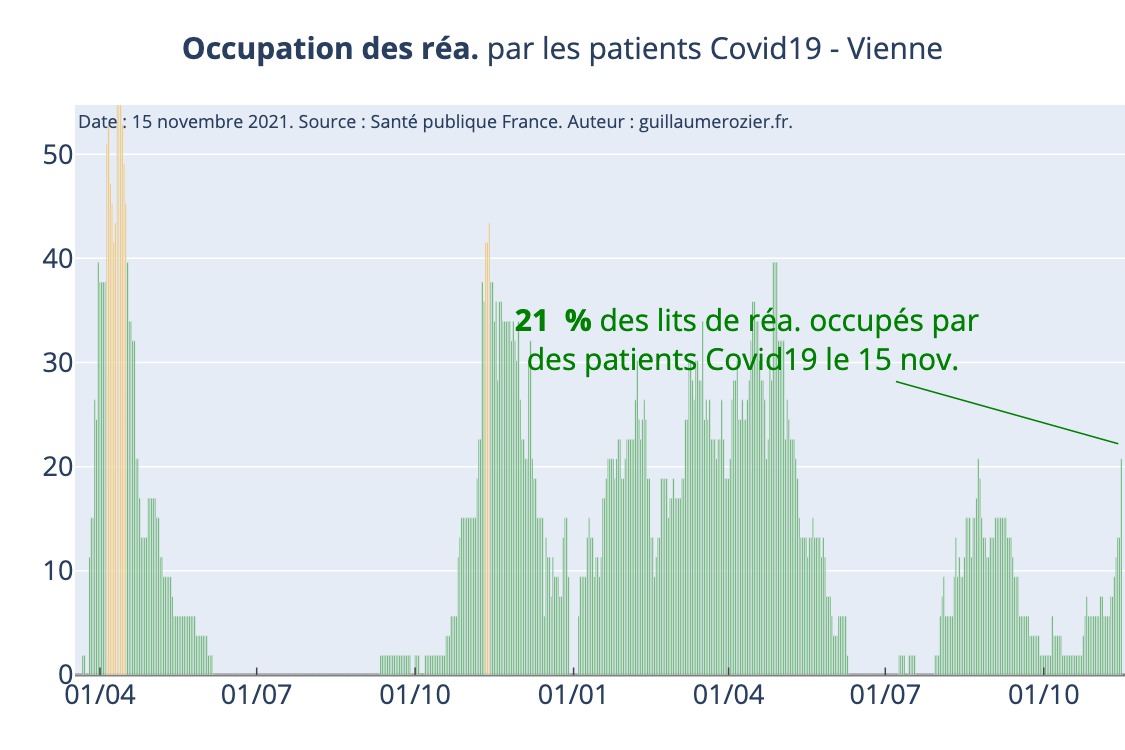 Occupation des réa. par les patients Covid19 - Vienne
Date : 15 novembre 2021. Source : Santé publique France. Auteur : guillaumerozier.fr.
50
40
21 % des lits de réa. occupés par
des patients Covid19 le 15 nov.
30
20
10
0
01/04 01/07 01/10 01/01 01/04 01/07 01/10